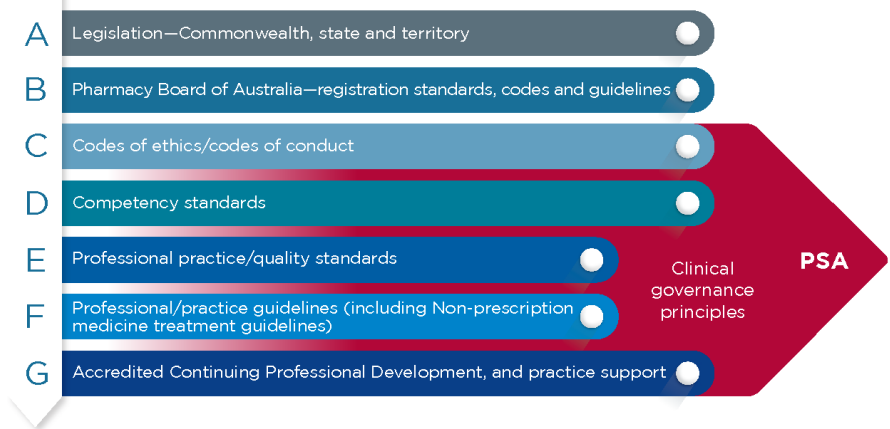 A Legislation—Commonwealth, state and territory
B Pharmacy Board of Australia—registration standards, codes and guidelines
C Codes of ethics/codes of conduct
D Competency standards
E Professional practice/quality standards
F Professional/practice guidelines (including Non-prescription
medicine treatment guidelines)
G Accredited Continuing Professional Development, and practice support
Clinical
governance
principles
PSA